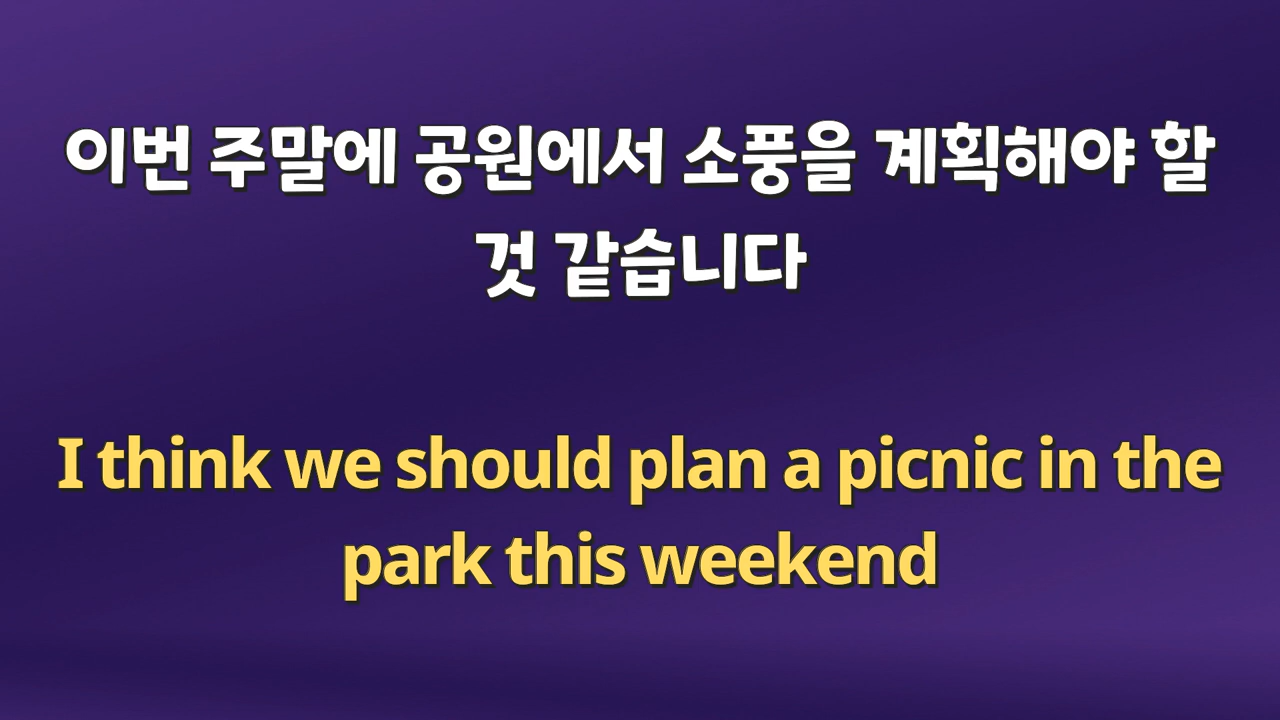 이번 주말에 공원에서 소풍을 계획해야 할
것 같습니다
I think we should plan a picnic in the
park this weekend